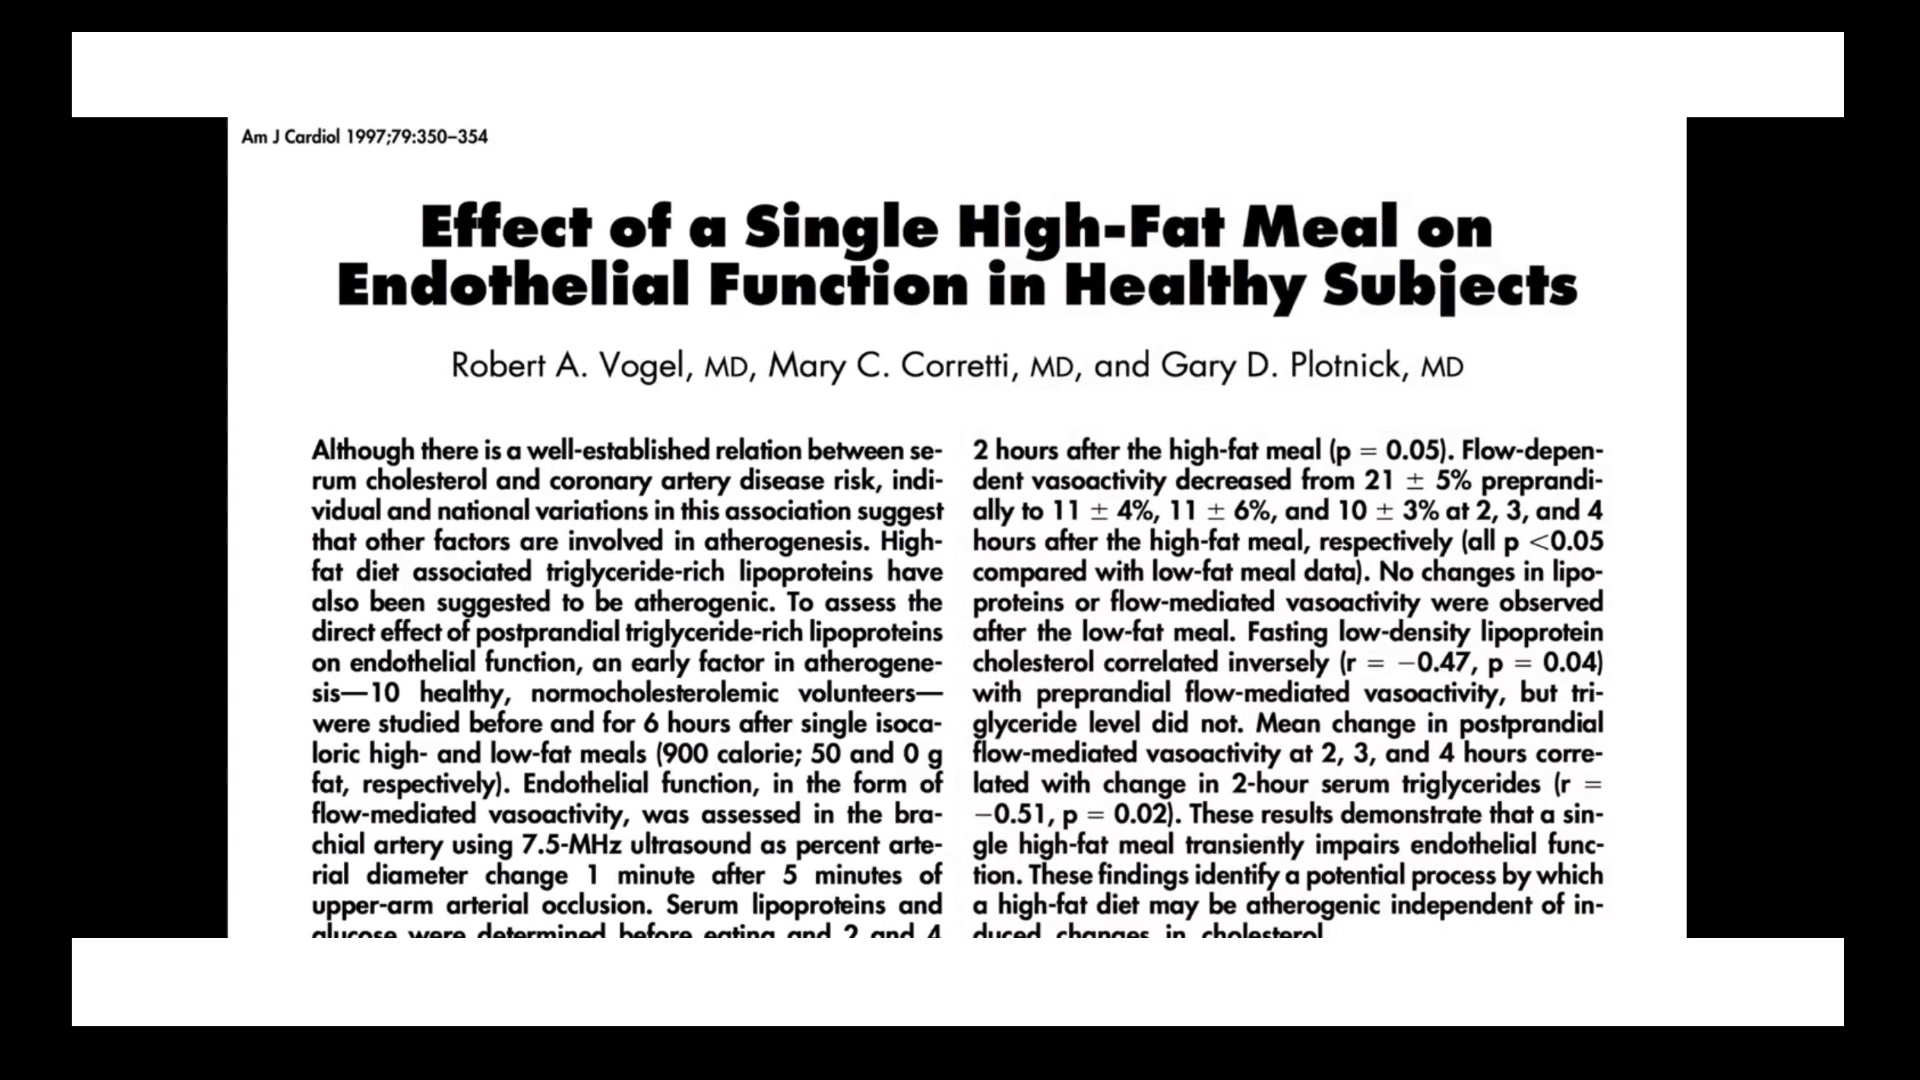 Am J Cardiol 1997;79:350–354
Effect of a Single High-Fat Meal on
Endothelial Function in Healthy Subjects
Robert A. Vogel, MD, Mary C. Corretti, MD, and Gary D. Plotnick, MD
Although there is a well-established relation between se-
rum cholesterol and coronary artery disease risk, indi-
vidual and national variations in this association suggest
that other factors are involved in atherogenesis. High-
fat diet associated triglyceride-rich lipoproteins have
also been suggested to be atherogenic. To assess the
direct effect of postprandial triglyceride-rich lipoproteins
on endothelial function, an early factor in atherogene-
sis—10 healthy, normocholesterolemic volunteers—
were studied before and for 6 hours after single isoca-
loric high- and low-fat meals (900 calorie; 50 and 0 g
fat, respectively). Endothelial function, in the form of
flow-mediated vasoactivity, was assessed in the bra-
chial artery using 7.5-MHz ultrasound as percent arte-
rial diameter change 1 minute after 5 minutes of
upper-arm arterial occlusion. Serum lipoproteins and
glucose were determined before eating and 2 and 4
2 hours after the high-fat meal (p = 0.05). Flow-depen-
dent vasoactivity decreased from 21 ± 5% preprandi-
ally to 11 ± 4%, 11 ± 6%, and 10 ± 3% at 2, 3, and 4
hours after the high-fat meal, respectively (all p <0.05
compared with low-fat meal data). No changes in lipo-
proteins or flow-mediated vasoactivity were observed
after the low-fat meal. Fasting low-density lipoprotein
cholesterol correlated inversely (r = −0.47, p = 0.04)
with preprandial flow-mediated vasoactivity, but tri-
glyceride level did not. Mean change in postprandial
flow-mediated vasoactivity at 2, 3, and 4 hours corre-
lated with change in 2-hour serum triglycerides (r =
−0.51, p = 0.02). These results demonstrate that a sin-
gle high-fat meal transiently impairs endothelial func-
tion. These findings identify a potential process by which
a high-fat diet may be atherogenic independent of in-
duced changes in cholesterol.